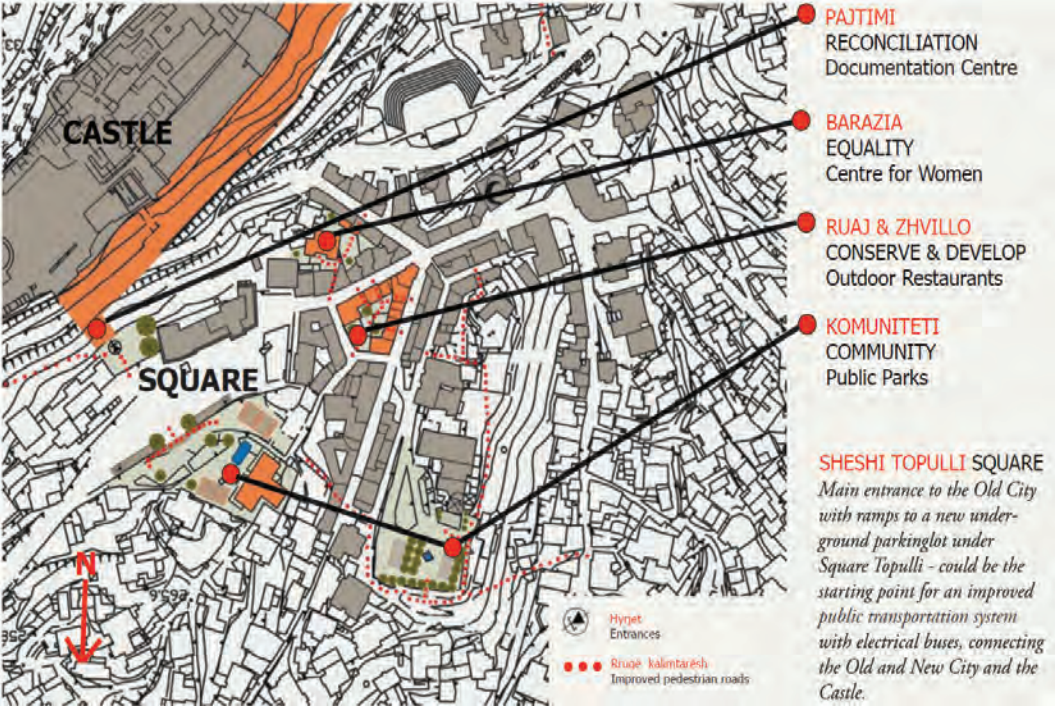 CASTLE
SQUARE
N
PAJTIMI
RECONCILIATION
Documentation Centre
BARAZIA
EQUALITY
Centre for Women
RUAJ & ZHVILLO
CONSERVE & DEVELOP
Outdoor Restaurants
KOMUNITETI
COMMUNITY
Public Parks
SHESHI TOPULLI SQUARE
Main entrance to the Old City
with ramps to a new under-
ground parkinglot under
Square Topulli - could be the
starting point for an improved
public transportation system
with electrical buses, connecting
the Old and New City and the
Castle.
Hyrjet
Entrances
Rrugë kalimtarësh
Improved pedestrian roads